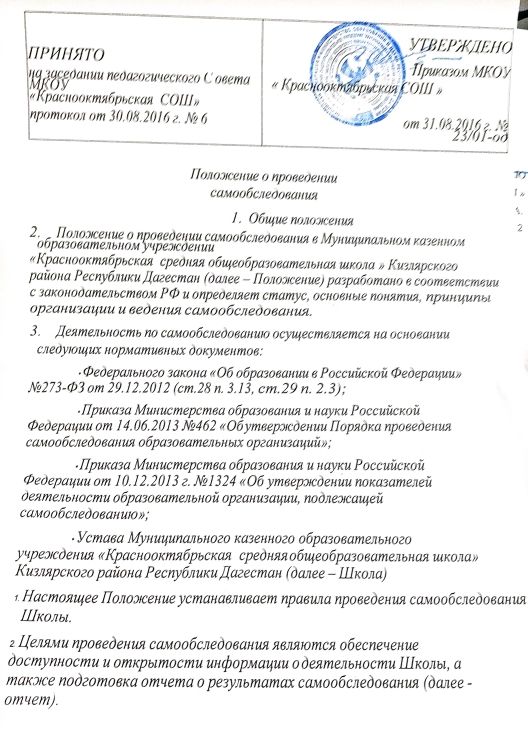 ПРИНЯТО
на заседании педагогического Совета
МКОУ
«Краснооктябрьская СОШ»
протокол от 30.08.2016 г. № 6
УТВЕРЖДЕНО
Приказом МКОУ
« Краснооктябрьская СОШ »
от 31.08.2016 г. №
23/01-од
Положение о проведении
самообследования
1. Общие положения
2. Положение о проведении самообследования в Муниципальном казенном
образовательном учреждении
«Краснооктябрьская средняя общеобразовательная школа » Кизлярского
района Республики Дагестан (далее – Положение) разработано в соответствии
с законодательством РФ и определяет статус, основные понятия, принципы
организации и ведения самообследования.
3. Деятельность по самообследованию осуществляется на основании
следующих нормативных документов:
·Федерального закона «Об образовании в Российской Федерации»
№273-ФЗ от 29.12.2012 (ст.28 п. 3.13, ст.29 п. 2.3);
·Приказа Министерства образования и науки Российской
Федерации от 14.06.2013 №462 «Об утверждении Порядка проведения
самообследования образовательных организаций»;
·Приказа Министерства образования и науки Российской
Федерации от 10.12.2013 г. №1324 «Об утверждении показателей
деятельности образовательной организации, подлежащей
самообследованию»;
·Устава Муниципального казенного образовательного
учреждения «Краснооктябрьская средняя общеобразовательная школа»
Кизлярского района Республики Дагестан (далее – Школа)
1. Настоящее Положение устанавливает правила проведения самообследования
Школы.
2. Целями проведения самообследования являются обеспечение
доступности и открытости информации о деятельности Школы, а
также подготовка отчета о результатах самообследования (далее -
отчет).